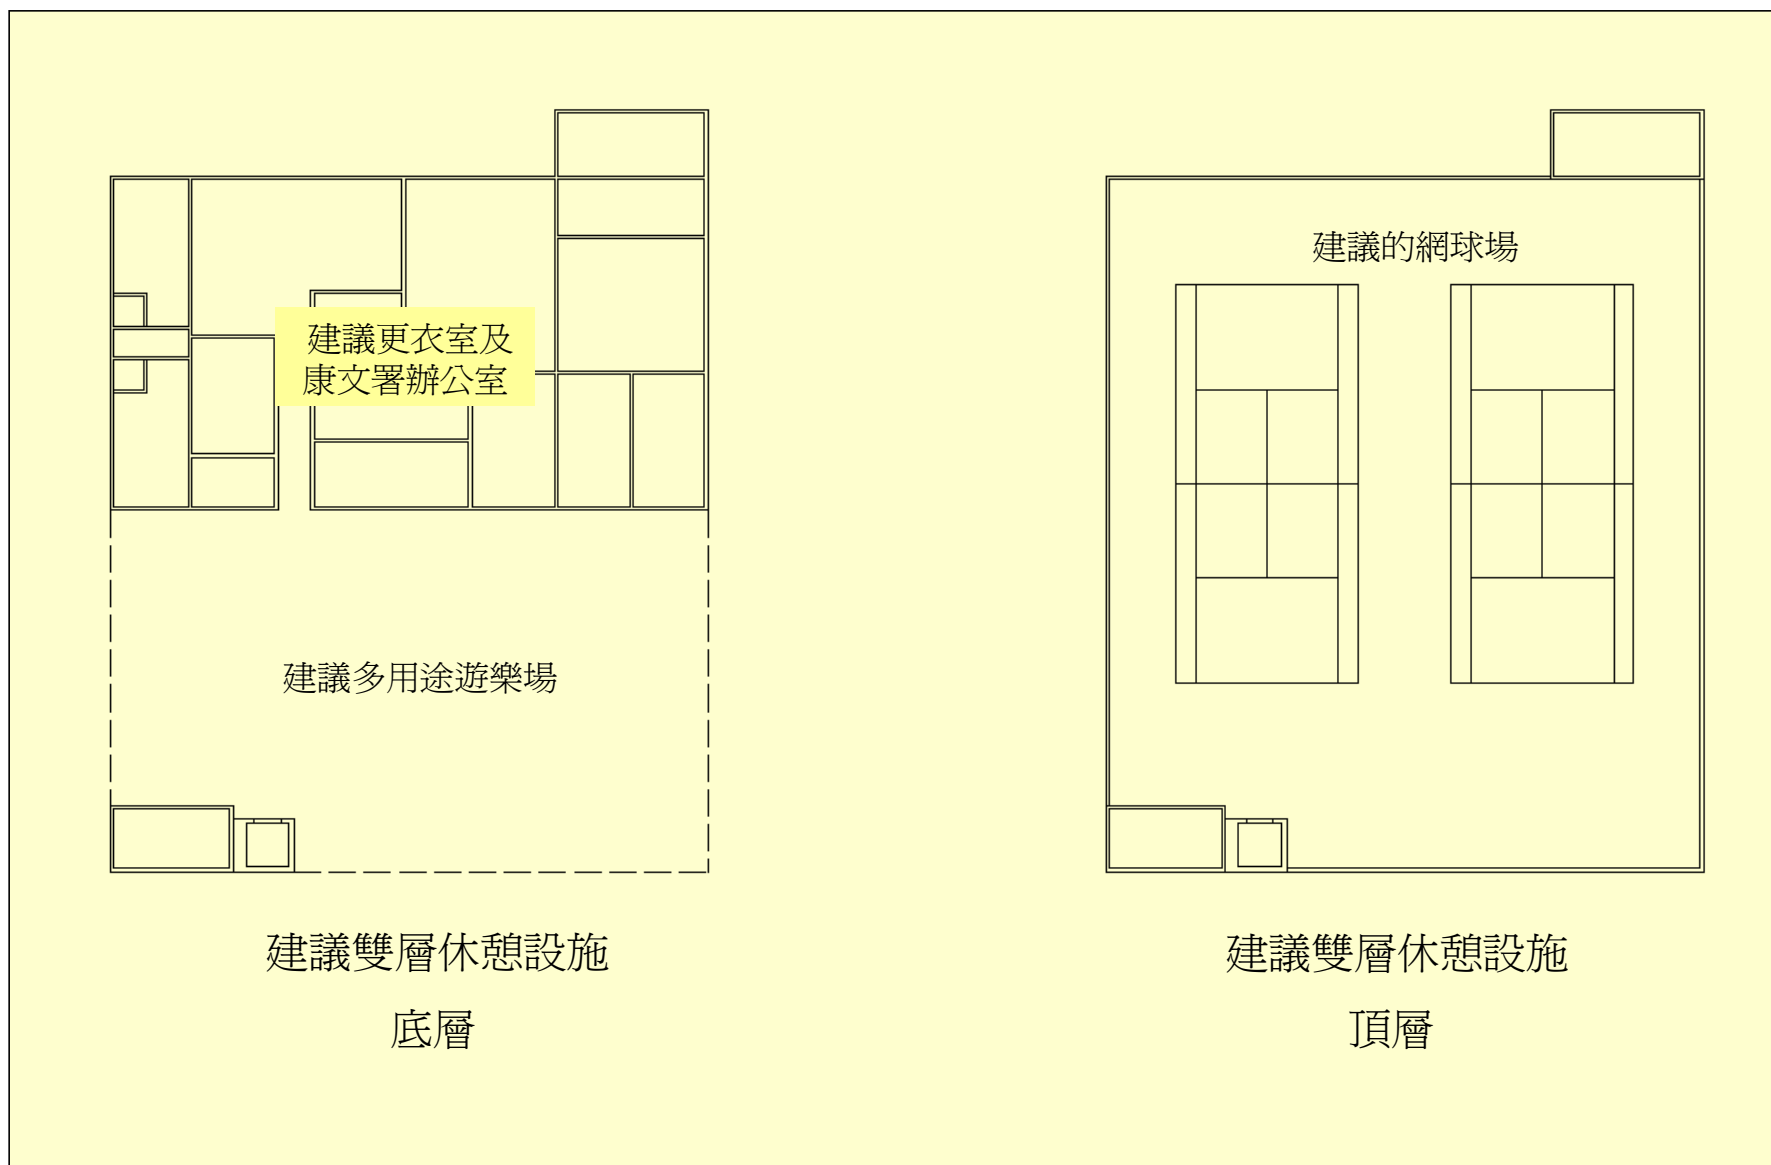 建議更衣室及
康文署辦公室
建議多用途遊樂場
建議雙層休憩設施
底層
建議的網球場
建議雙層休憩設施
頂層